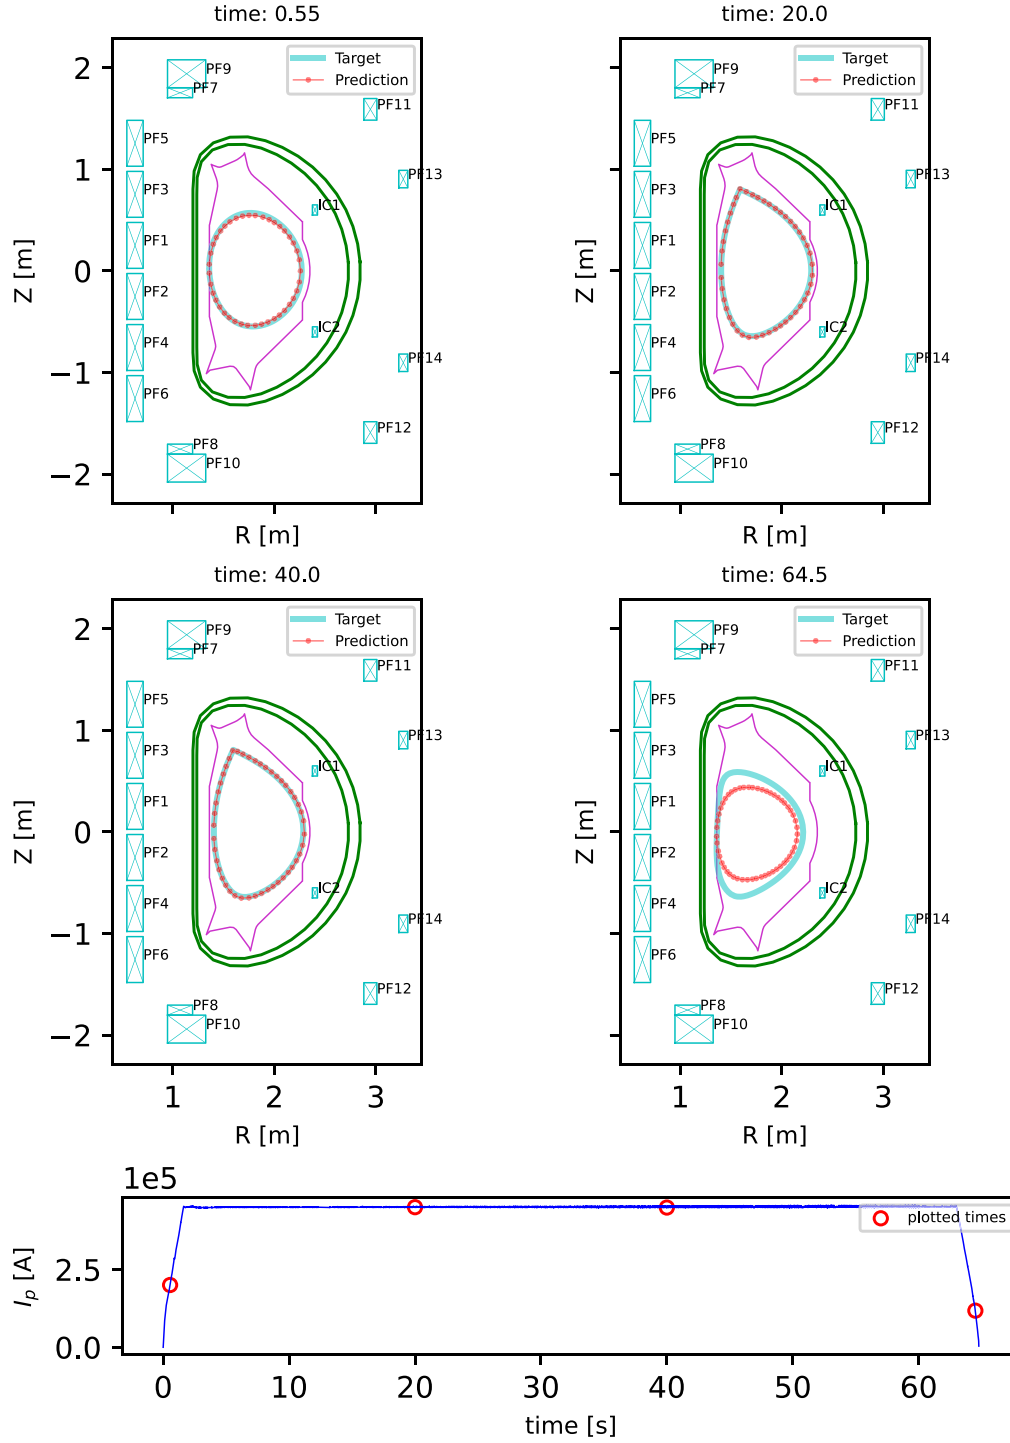 time: 0.55
Z [m]
2
1
0
−1
−2
Target
Prediction
PF9
PF7
PF11
PF5
PF13
PF3
IC1
PF1
PF2
IC2
PF4
PF14
PF6
PF12
PF8
PF10
R [m]
time: 20.0
Z [m]
Target
Prediction
PF9
PF7
PF11
PF5
PF13
PF3
IC1
PF1
PF2
IC2
PF4
PF14
PF6
PF12
PF8
PF10
R [m]
time: 40.0
Z [m]
2
1
0
−1
−2
Target
Prediction
PF9
PF7
PF11
PF5
PF13
PF3
IC1
PF1
PF2
IC2
PF4
PF14
PF6
PF12
PF8
PF10
1 2 3
R [m]
time: 64.5
Z [m]
Target
Prediction
PF9
PF7
PF11
PF5
PF13
PF3
IC1
PF1
PF2
IC2
PF4
PF14
PF6
PF12
PF8
PF10
1 2 3
R [m]
1e5
I_p [A]
2.5
0.0
plotted times
0 10 20 30 40 50 60
time [s]